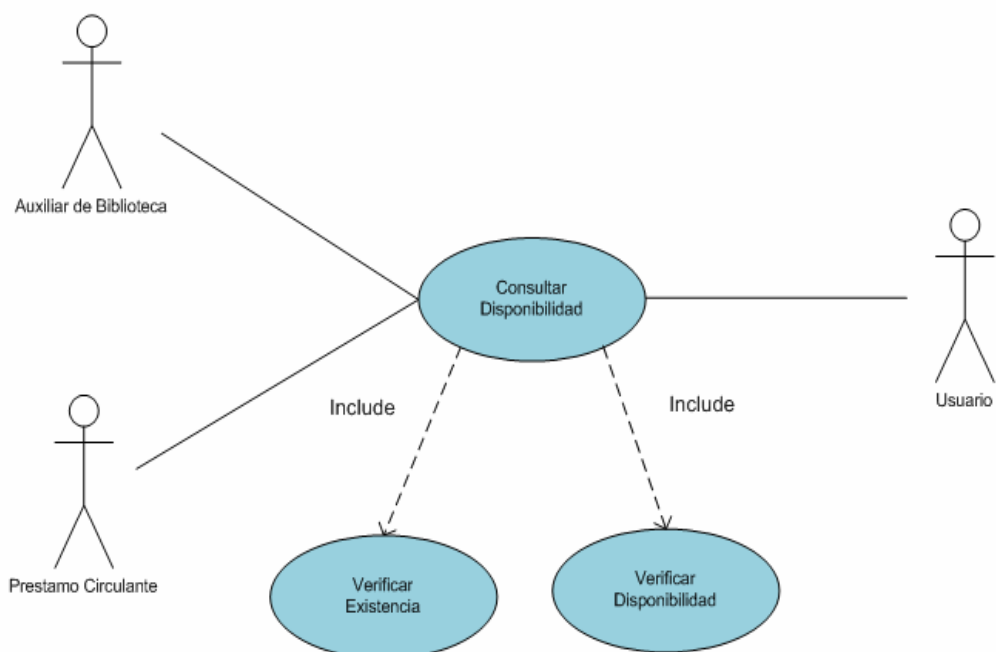 Auxiliar de Biblioteca
Consultar
Disponibilidad
Usuario
Include
Include
Prestamo Circulante
Verificar
Existencia
Verificar
Disponibilidad